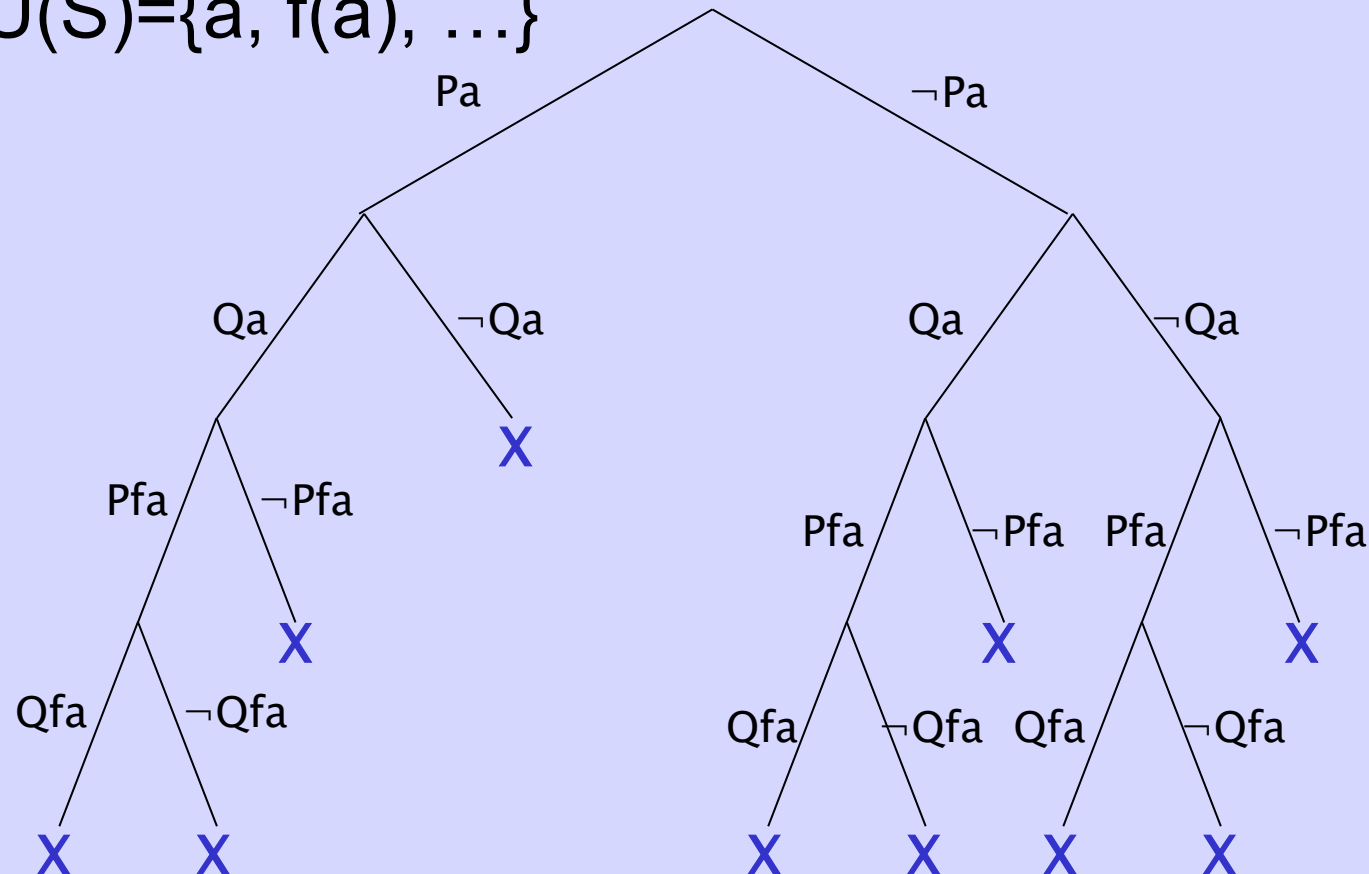 U(S)={a, f(a), …}
Pa ¬Pa
Qa ¬Qa Qa ¬Qa
X
Pfa ¬Pfa
Pfa ¬Pfa Pfa ¬Pfa
X X X
Qfa ¬Qfa
Qfa ¬Qfa Qfa ¬Qfa
X X X X X X